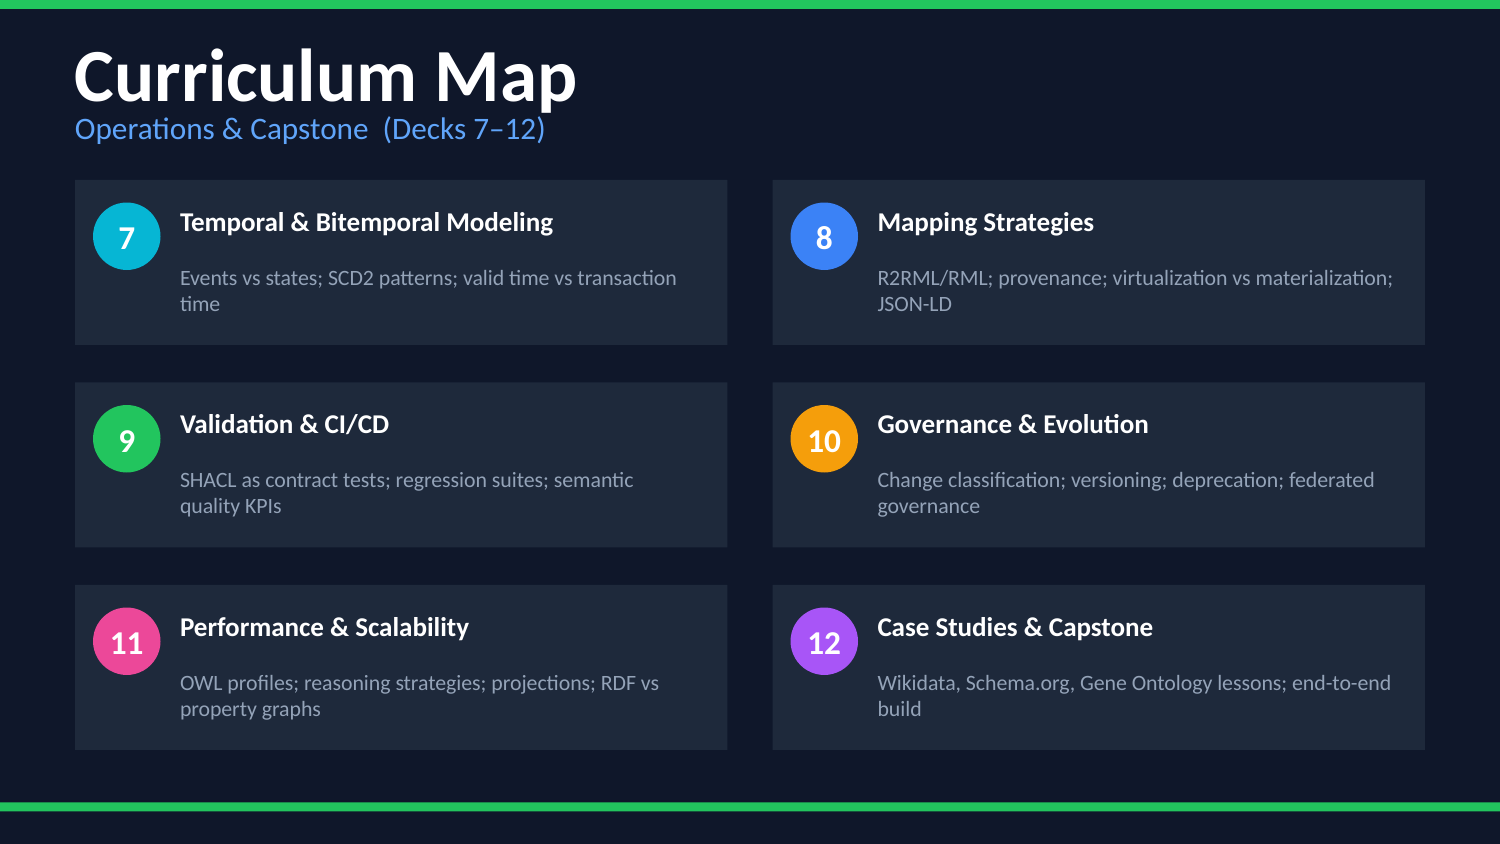 Curriculum Map
Operations & Capstone (Decks 7–12)
7
Temporal & Bitemporal Modeling
Events vs states; SCD2 patterns; valid time vs transaction
time
8
Mapping Strategies
R2RML/RML; provenance; virtualization vs materialization;
JSON-LD
9
Validation & CI/CD
SHACL as contract tests; regression suites; semantic
quality KPIs
10
Governance & Evolution
Change classification; versioning; deprecation; federated
governance
11
Performance & Scalability
OWL profiles; reasoning strategies; projections; RDF vs
property graphs
12
Case Studies & Capstone
Wikidata, Schema.org, Gene Ontology lessons; end-to-end
build